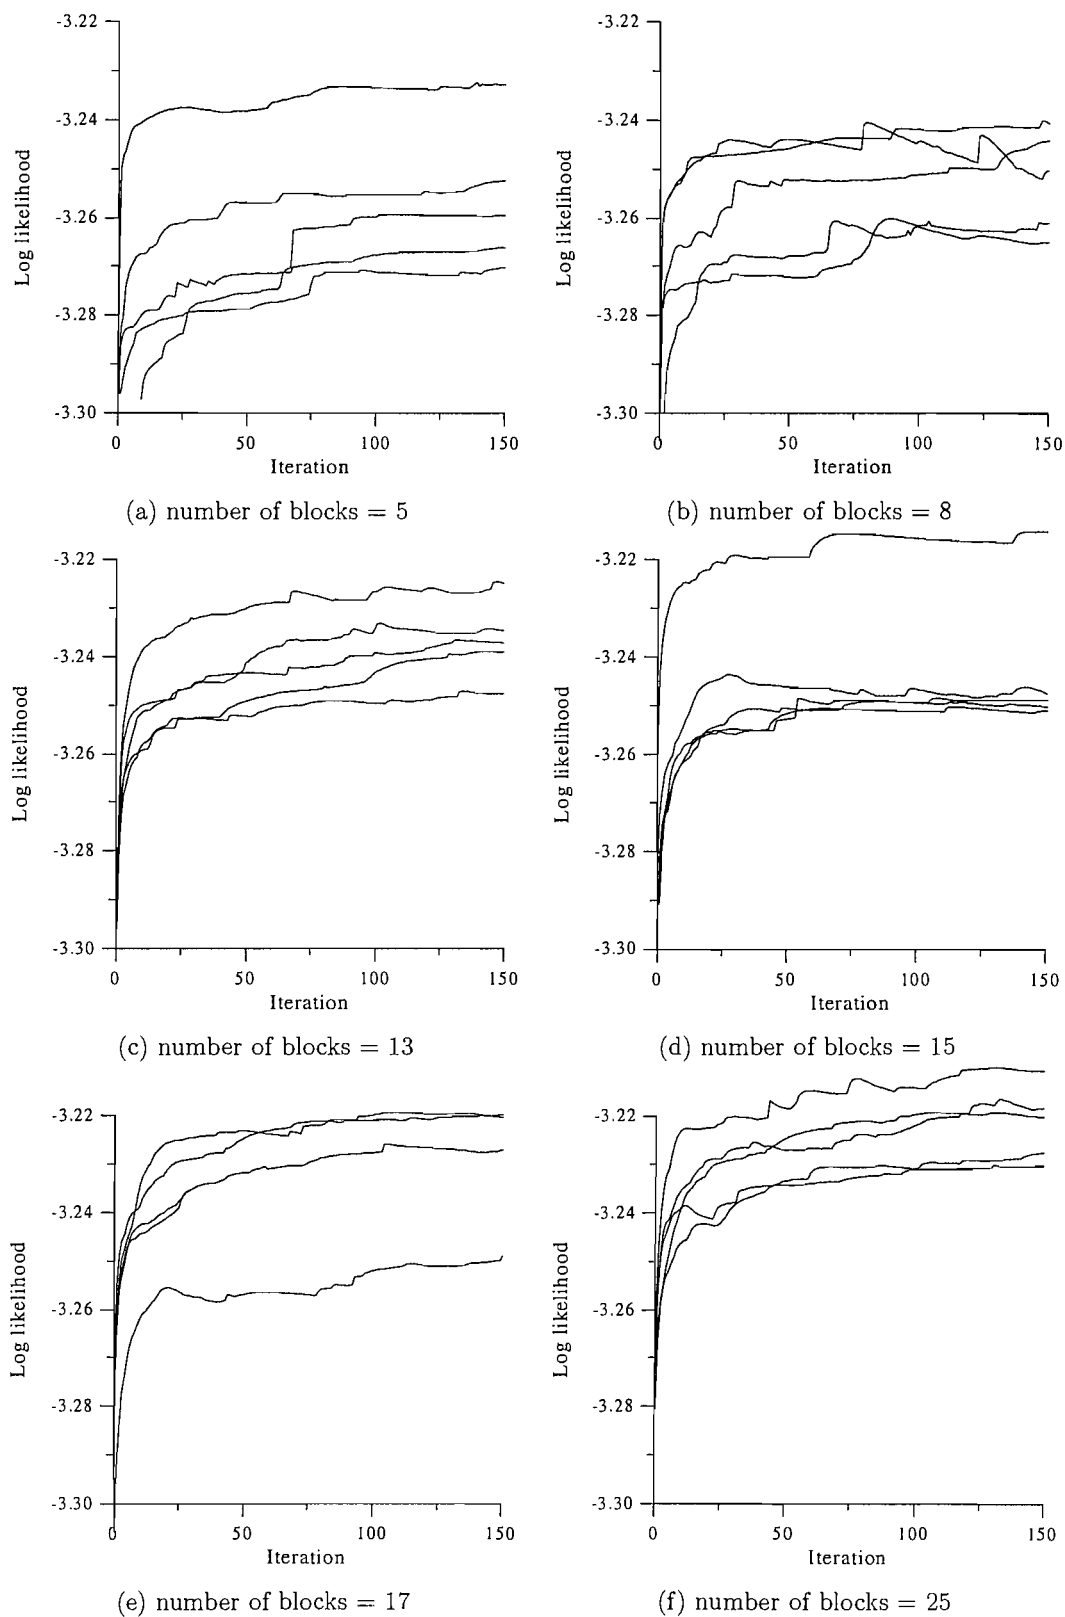 -3.22
-3.24
-3.26
-3.28
-3.30
Log likelihood
0 50 100 150
Iteration
(a) number of blocks = 5
-3.22
-3.24
-3.26
-3.28
-3.30
Log likelihood
0 50 100 150
Iteration
(b) number of blocks = 8
-3.22
-3.24
-3.26
-3.28
-3.30
Log likelihood
0 50 100 150
Iteration
(c) number of blocks = 13
-3.22
-3.24
-3.26
-3.28
-3.30
Log likelihood
0 50 100 150
Iteration
(d) number of blocks = 15
-3.22
-3.24
-3.26
-3.28
-3.30
Log likelihood
0 50 100 150
Iteration
(e) number of blocks = 17
-3.22
-3.24
-3.26
-3.28
-3.30
Log likelihood
0 50 100 150
Iteration
(f) number of blocks = 25